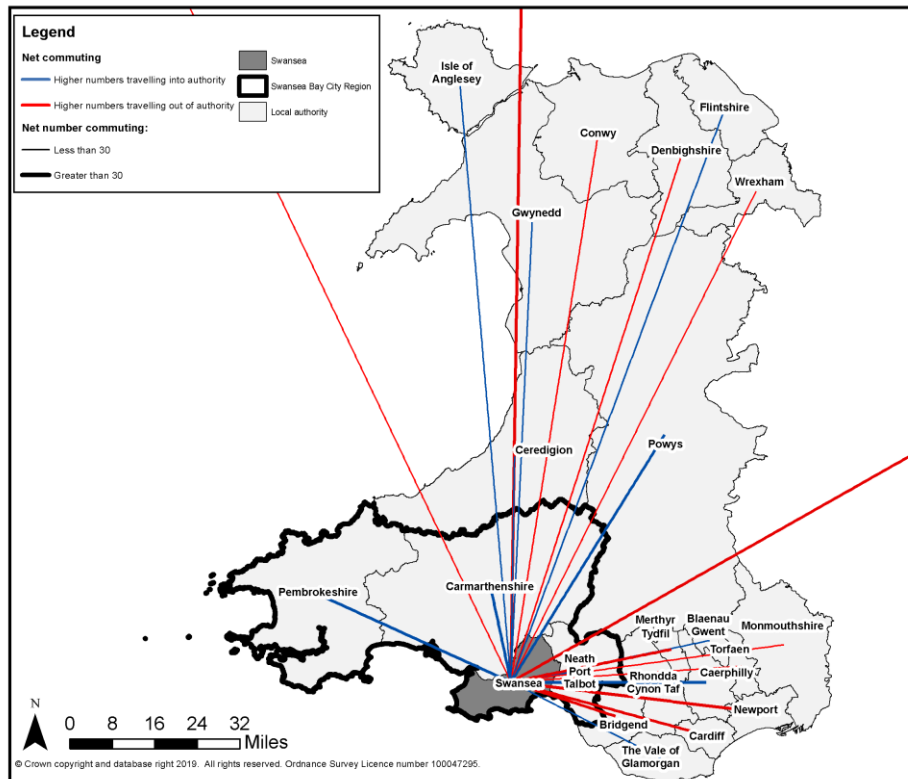 Legend
Net commuting
Higher numbers travelling into authority
Higher numbers travelling out of authority
Net number commuting:
Less than 30
Greater than 30
Swansea
Swansea Bay City Region
Local authority
Isle of
Anglesey
Flintshire
Conwy
Denbighshire
Wrexham
Gwynedd
Ceredigion
Powys
Carmarthenshire
Pembrokeshire
Merthyr
Tydfil
Blaenau
Gwent
Monmouthshire
Torfaen
Neath
Port
Talbot
Swansea
Rhondda
Cynon Taf
Caerphilly
Newport
Bridgend
Cardiff
The Vale of
Glamorgan
N
0 4 8 16 24 32
Miles
© Crown copyright and database right 2019. All rights reserved. Ordnance Survey Licence number 100047295.